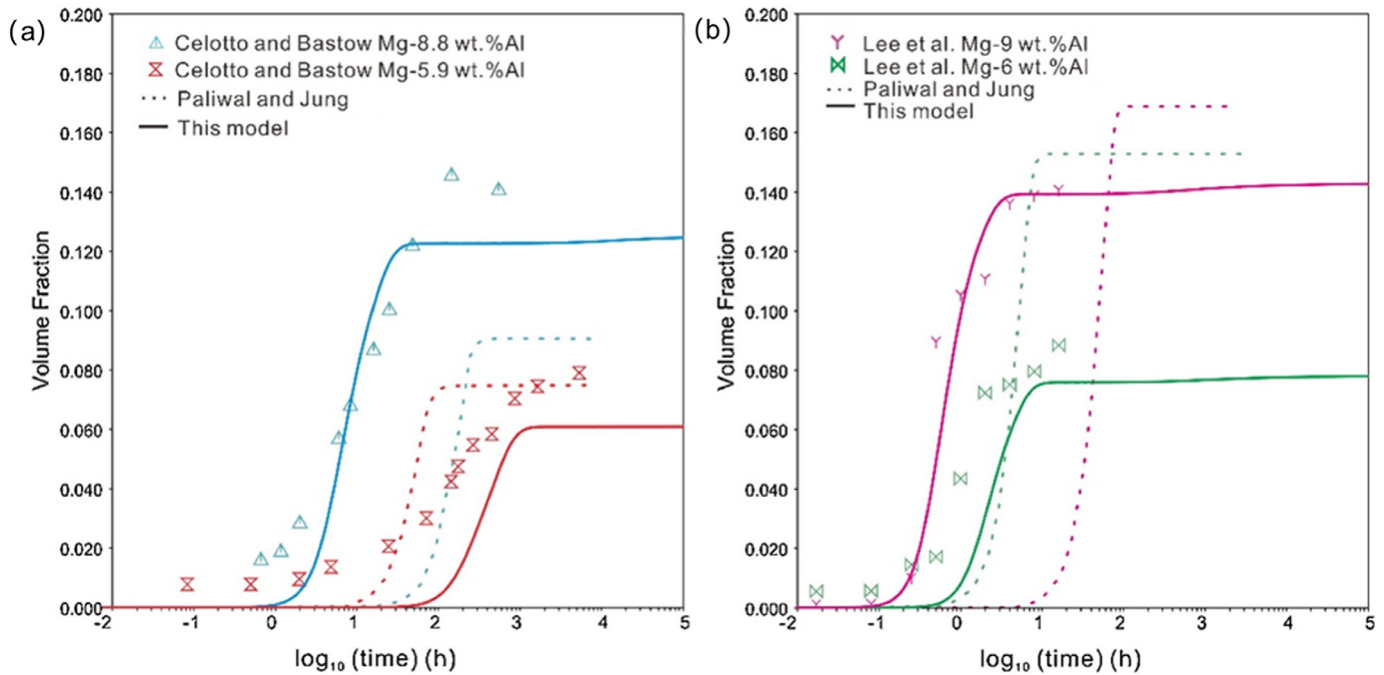 (a)
0.200
0.180
0.160
0.140
0.120
0.100
0.080
0.060
0.040
0.020
0.000
Volume Fraction
Celotto and Bastow Mg-8.8 wt.%Al
Celotto and Bastow Mg-5.9 wt.%Al
Paliwal and Jung
This model
-2 -1 0 1 2 3 4 5
log₁₀ (time) (h)
(b)
0.200
0.180
0.160
0.140
0.120
0.100
0.080
0.060
0.040
0.020
0.000
Volume Fraction
Lee et al. Mg-9 wt.%Al
Lee et al. Mg-6 wt.%Al
Paliwal and Jung
This model
-2 -1 0 1 2 3 4 5
log₁₀ (time) (h)